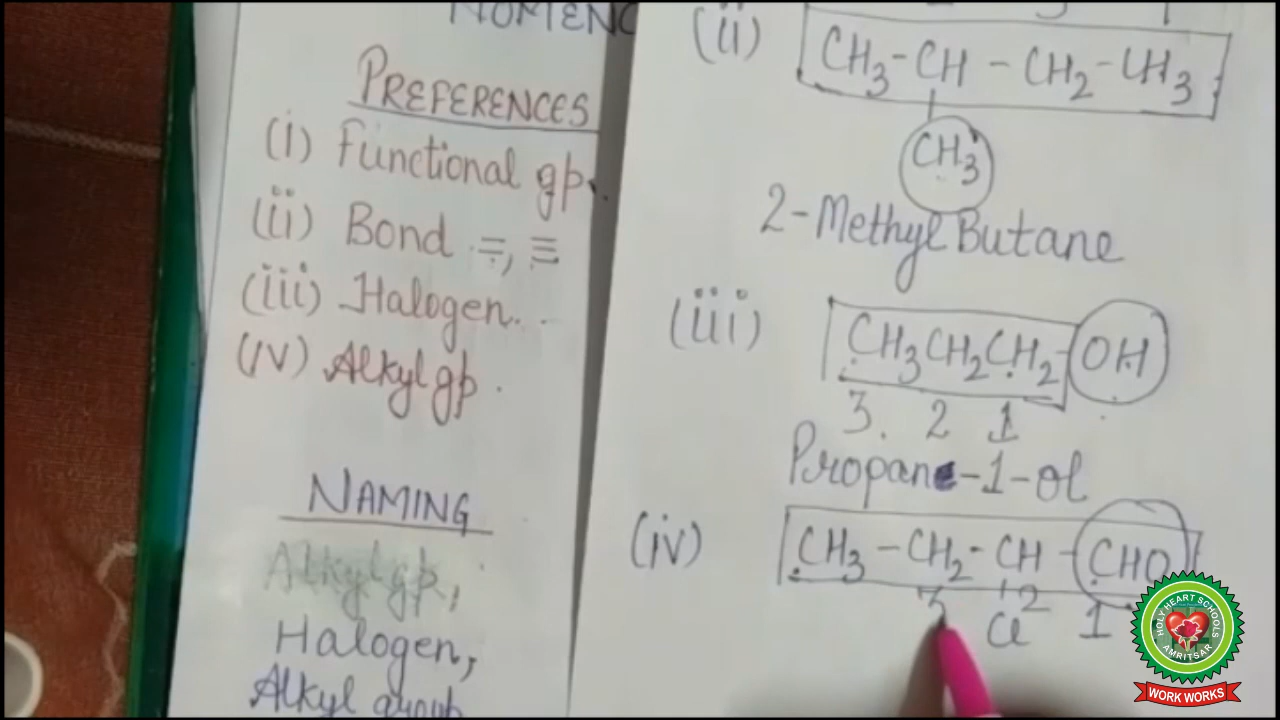 NOMENC
PREFERENCES
(i) Functional gp.
(ii) Bond =, ≡
(iii) Halogen.
(iv) Alkyl gp.
NAMING
Alkyl gp,
Halogen,
Alkyl group
(ii) CH3-CH-CH2-CH3
CH3
2-Methyl Butane
(iii) CH3CH2CH2-OH
3. 2 1
Propane-1-ol
(iv) CH3-CH2-CH-CHO
3 2 1
Cl
HOLY HEART SCHOOLS
AMRITSAR
WORK WORKS